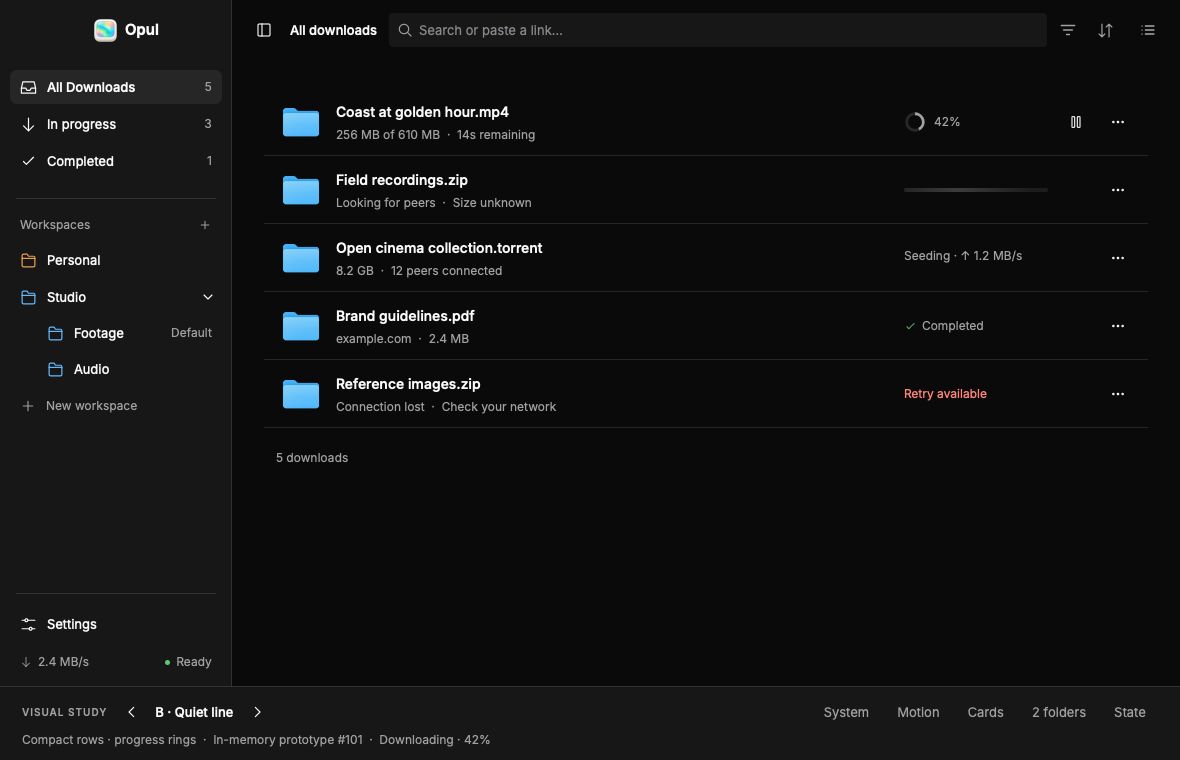 Opul
All Downloads 5
In progress 3
Completed 1
Workspaces
Personal
Studio
Footage Default
Audio
New workspace
Settings
↓ 2.4 MB/s Ready
All downloads Search or paste a link...
Coast at golden hour.mp4
256 MB of 610 MB · 14s remaining
42%
Field recordings.zip
Looking for peers · Size unknown
Open cinema collection.torrent
8.2 GB · 12 peers connected
Seeding · ↑ 1.2 MB/s
Brand guidelines.pdf
example.com · 2.4 MB
Completed
Reference images.zip
Connection lost · Check your network
Retry available
5 downloads
VISUAL STUDY B · Quiet line System Motion Cards 2 folders State
Compact rows · progress rings · In-memory prototype #101 · Downloading · 42%